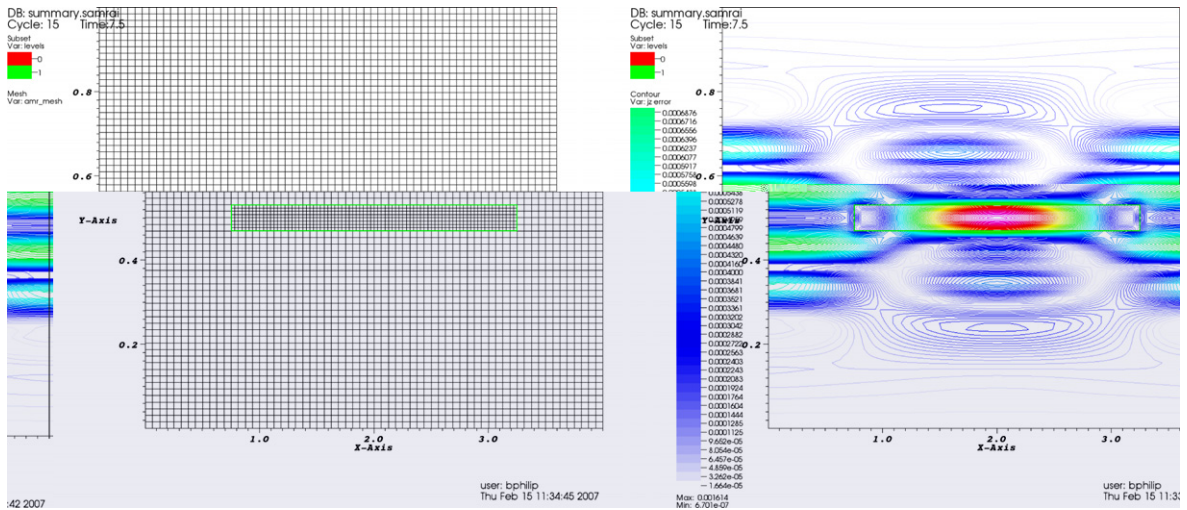 DB: summary.samrai
Cycle: 15 Time:7.5
Subset
Var: levels
0
1
Mesh
Var: amr_mesh
0.8
0.6
Y-Axis
0.4
0.2
1.0
2.0
3.0
X-Axis
user: bphilip
Thu Feb 15 11:34:45 2007
:42 2007
DB: summary.samrai
Cycle: 15 Time:7.5
Subset
Var: levels
0
1
Contour
Var: jz error
0.0006876
0.0006716
0.0006556
0.0006396
0.0006237
0.0006077
0.0005917
0.0005598
0.0005278
0.0005119
0.0004799
0.0004639
0.0004480
0.0004320
0.0004160
0.0004000
0.0003841
0.0003681
0.0003521
0.0003361
0.0003202
0.0003042
0.0002882
0.0002722
0.0002563
0.0002403
0.0002243
0.0002083
0.0001924
0.0001764
0.0001604
0.0001444
0.0001285
0.0001125
9.652e-05
8.054e-05
6.457e-05
4.859e-05
3.262e-05
1.664e-05
Max: 0.001614
Min: 6.701e-07
0.8
0.6
0.4
0.2
1.0
2.0
3.0
X-Axis
user: bphilip
Thu Feb 15 11:33